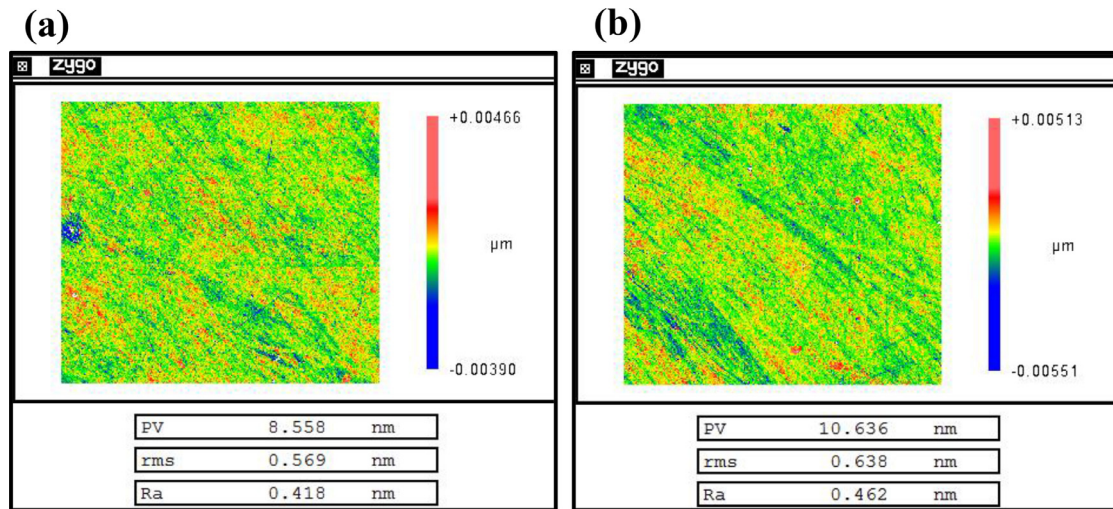 (a)
zygo
+0.00466
µm
-0.00390
PV 8.558 nm
rms 0.569 nm
Ra 0.418 nm
(b)
zygo
+0.00513
µm
-0.00551
PV 10.636 nm
rms 0.638 nm
Ra 0.462 nm